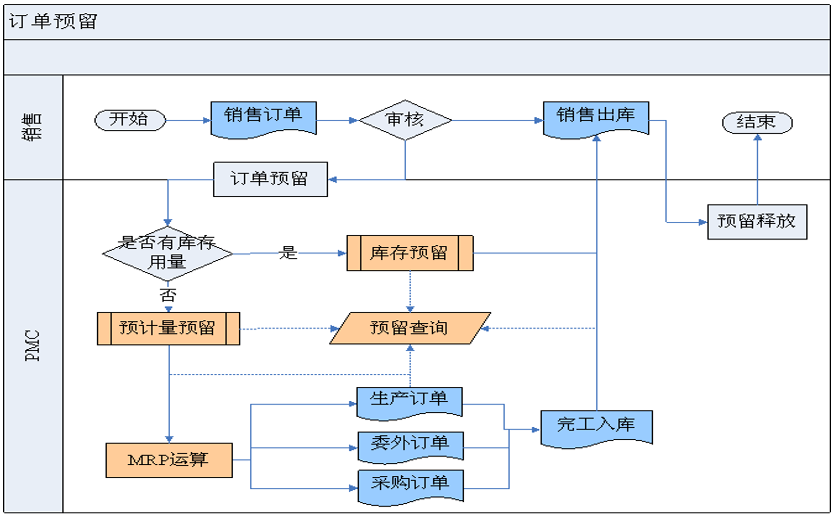 订单预留
销售
开始
销售订单
审核
销售出库
结束
订单预留
预留释放
PMC
是否有库存
用量
是
库存预留
否
预计量预留
预留查询
生产订单
MRP运算
委外订单
采购订单
完工入库